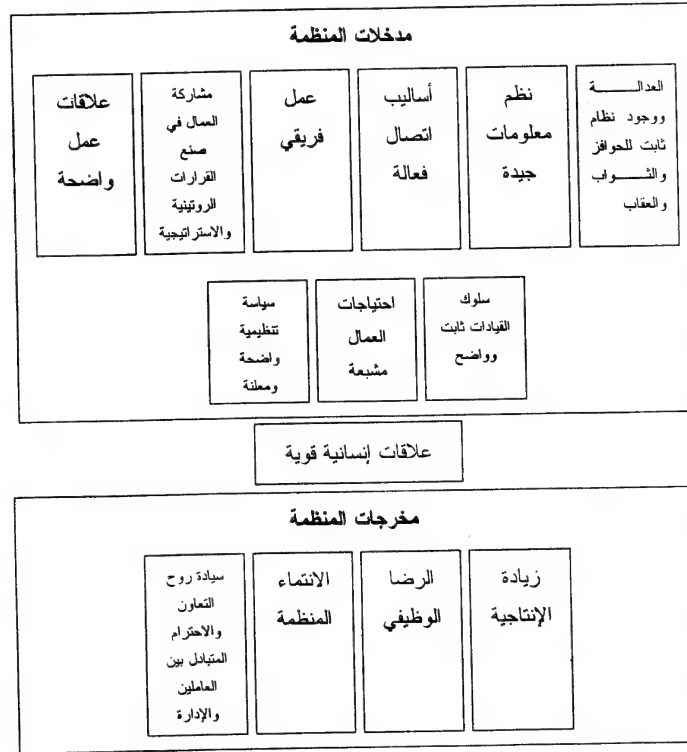 مدخلات المنظمة
العدالـــــــة
ووجود نظام
ثابت للحوافز
والثـــــواب
والعقاب
نظم
معلومات
جيدة
أساليب
اتصال
فعالة
عمل
فريقي
مشاركة
العمال في
صنع
القرارات
الروتينية
والاستراتيجية
علاقات
عمل
واضحة
سلوك
القيادات ثابت
وواضح
احتياجات
العمال
مشبعة
سياسة
تنظيمية
واضحة
ومعلنة
علاقات إنسانية قوية
مخرجات المنظمة
زيادة
الإنتاجية
الرضا
الوظيفي
الانتماء
المنظمة
سيادة روح
التعاون
والاحترام
المتبادل بين
العاملين
والإدارة